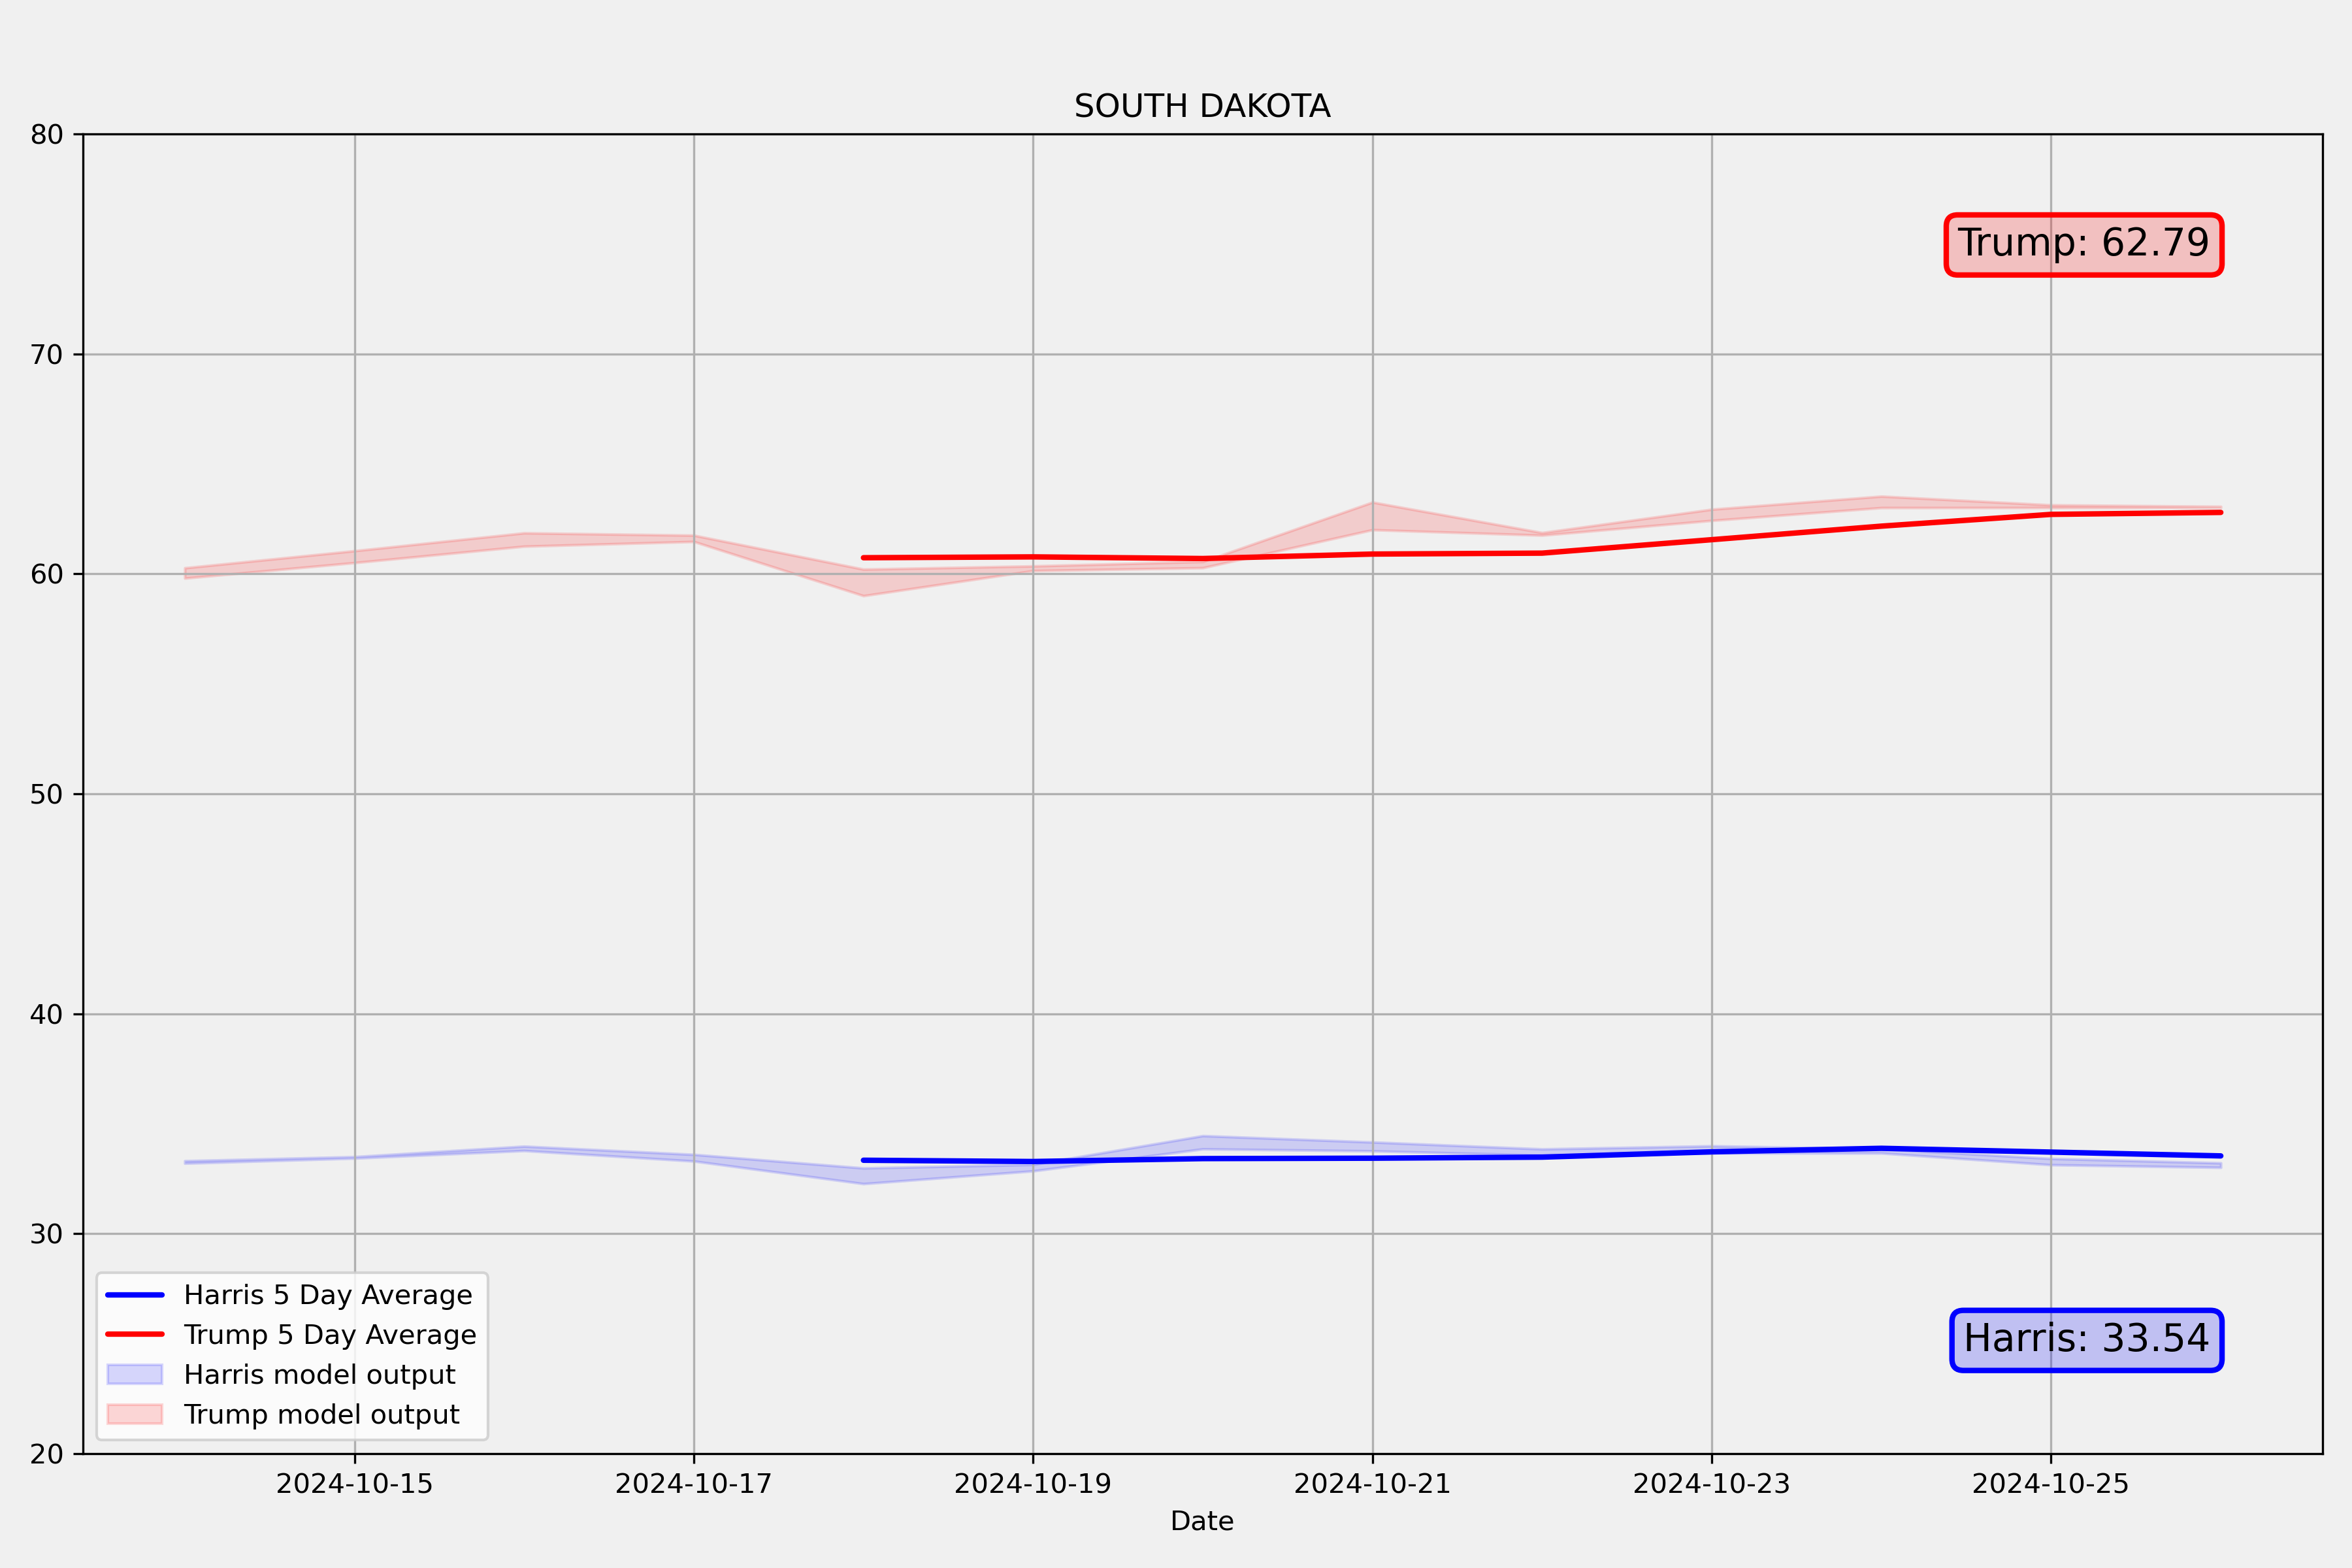 SOUTH DAKOTA
80
70
60
50
40
30
20
Trump: 62.79
Harris: 33.54
Harris 5 Day Average
Trump 5 Day Average
Harris model output
Trump model output
2024-10-15 2024-10-17 2024-10-19 2024-10-21 2024-10-23 2024-10-25
Date